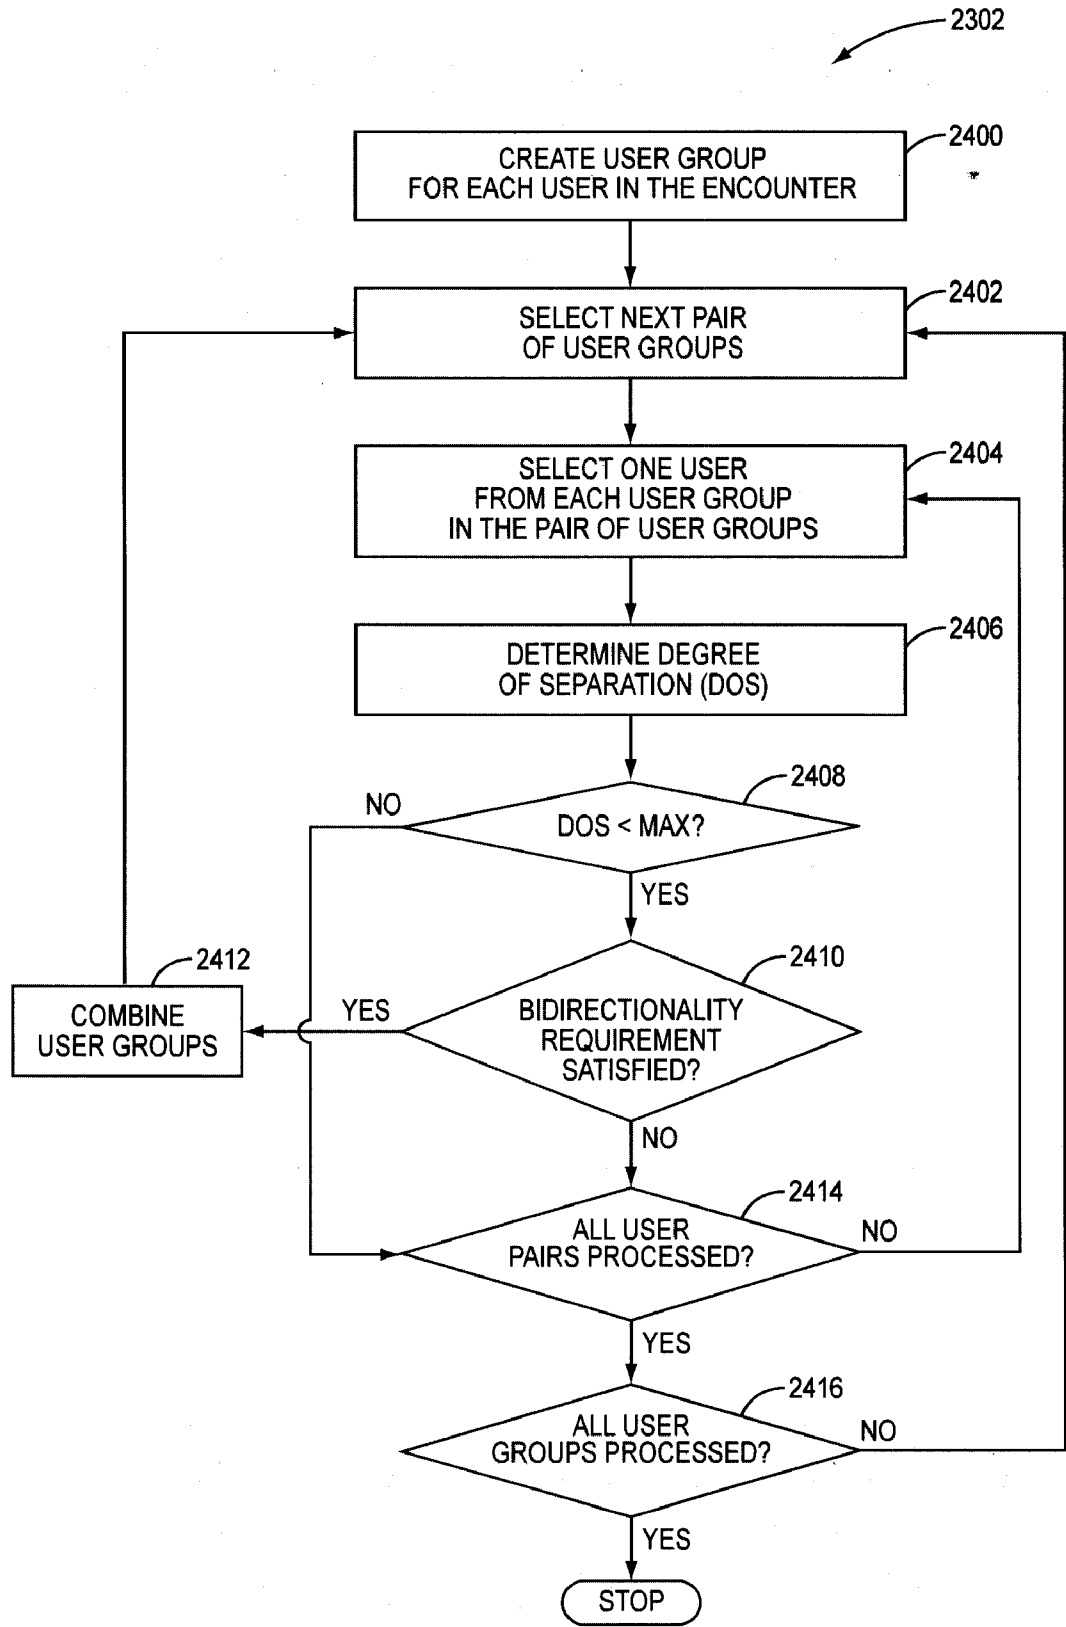 2302
2400
CREATE USER GROUP
FOR EACH USER IN THE ENCOUNTER
2402
SELECT NEXT PAIR
OF USER GROUPS
2404
SELECT ONE USER
FROM EACH USER GROUP
IN THE PAIR OF USER GROUPS
2406
DETERMINE DEGREE
OF SEPARATION (DOS)
2408
NO
DOS < MAX?
YES
2410
2412
COMBINE
USER GROUPS
YES
BIDIRECTIONALITY
REQUIREMENT
SATISFIED?
NO
2414
ALL USER
PAIRS PROCESSED?
NO
YES
2416
ALL USER
GROUPS PROCESSED?
NO
YES
STOP